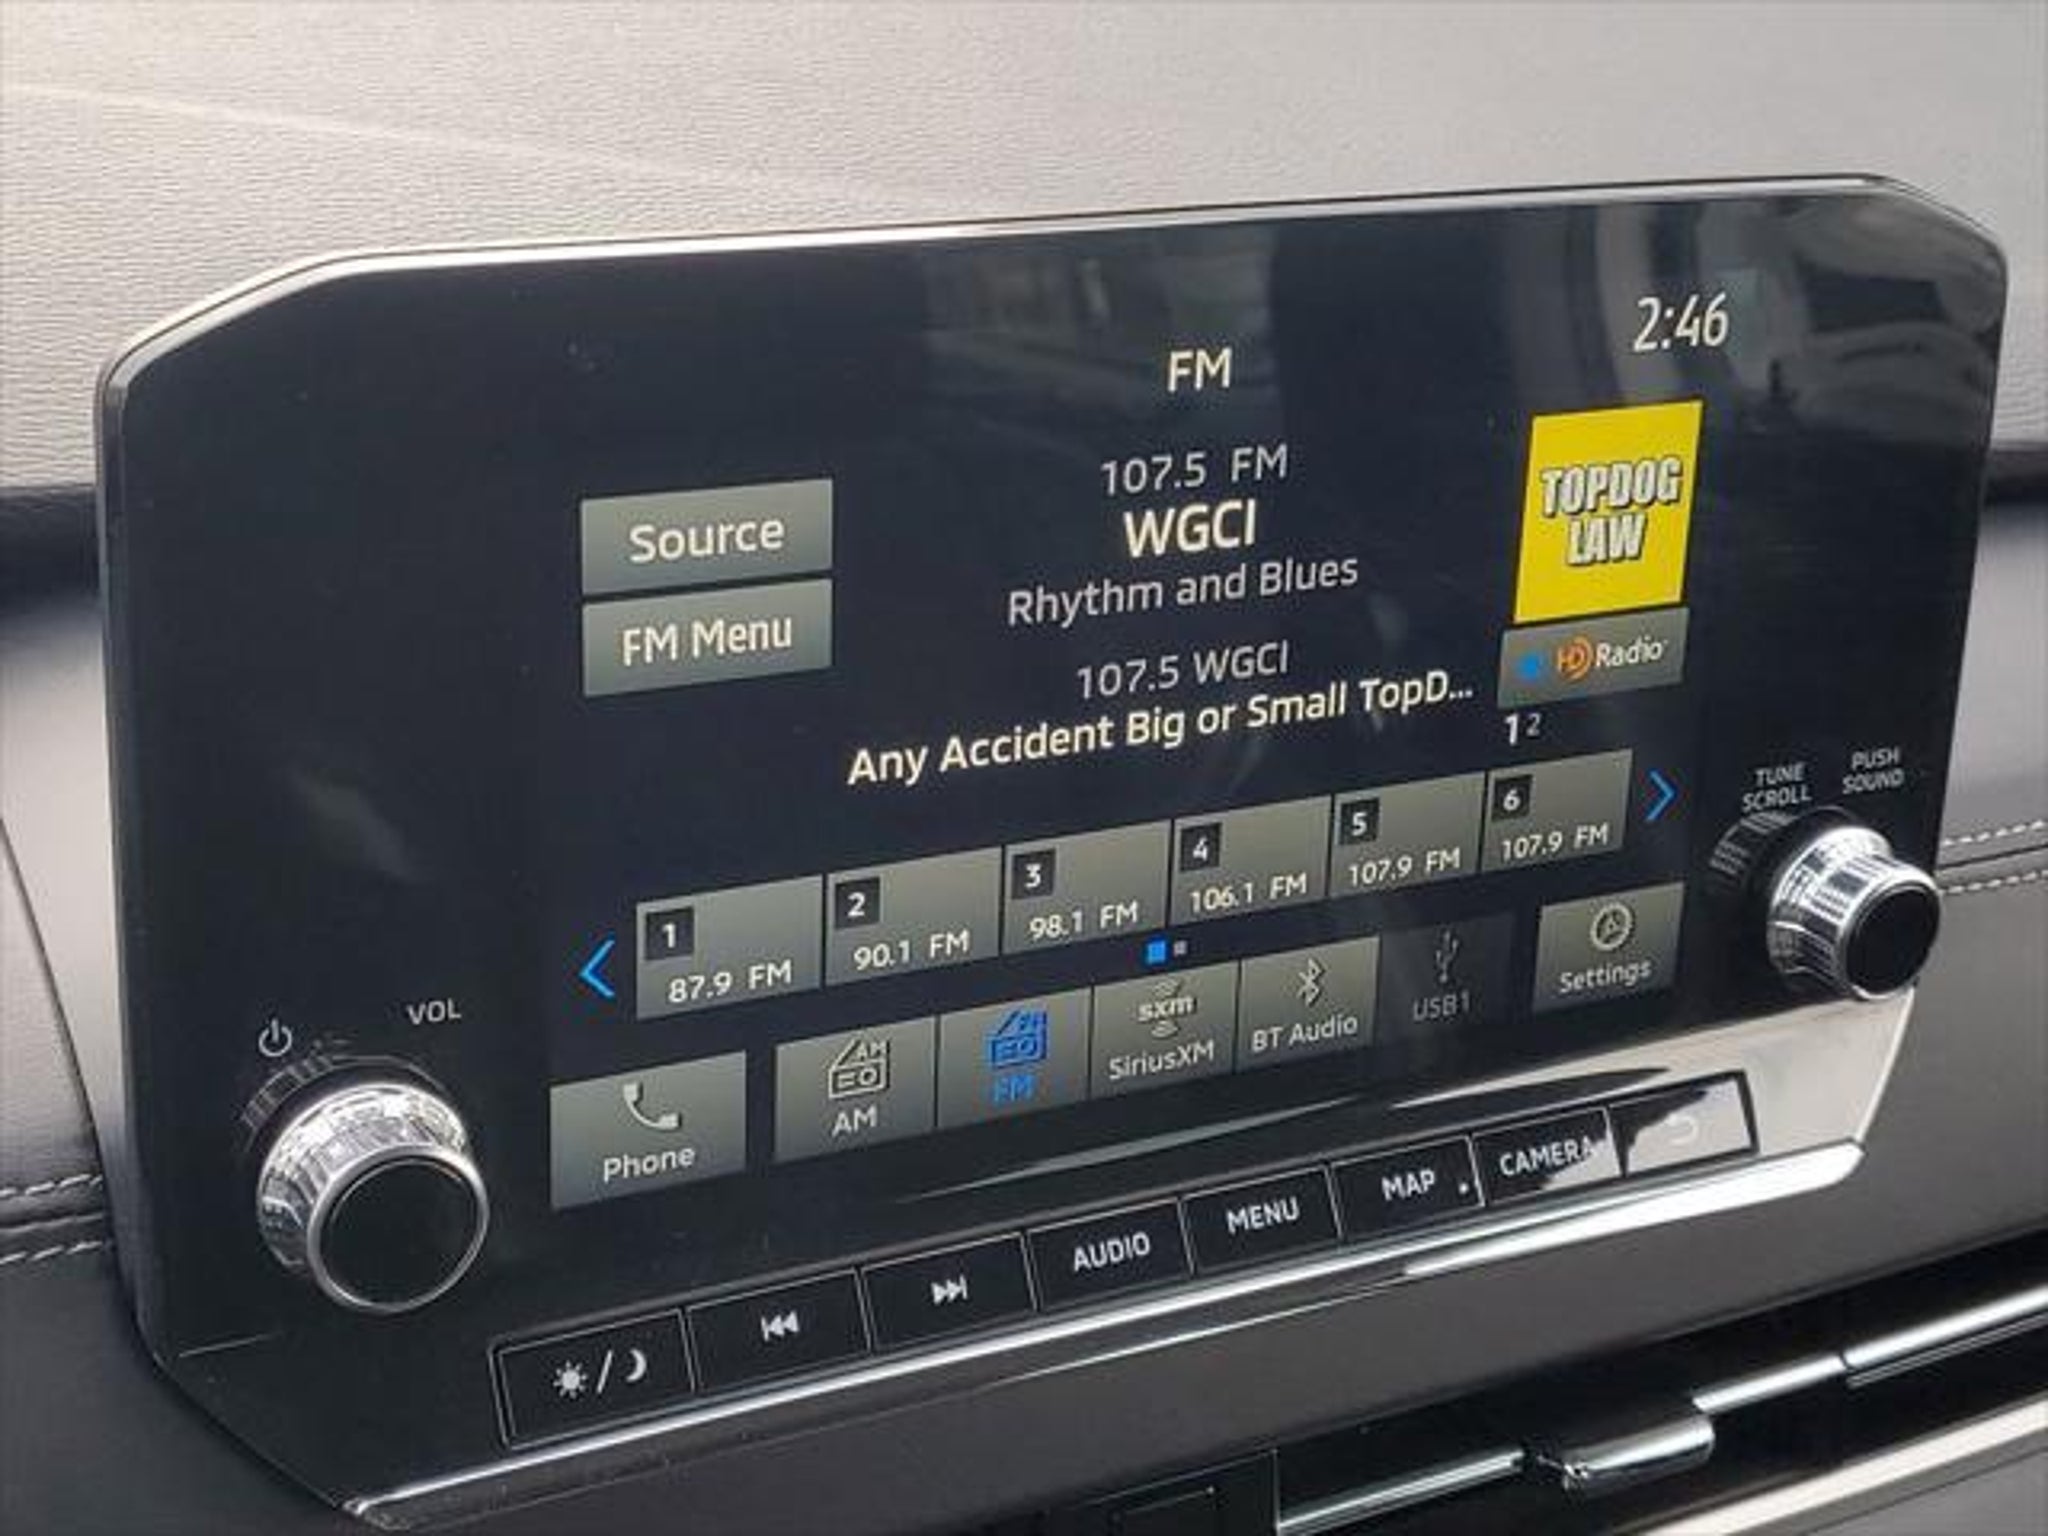 2:46
FM
107.5 FM
WGCI
Rhythm and Blues
107.5 WGCI
Any Accident Big or Small TopD...
Source
FM Menu
TOPDOG
LAW
HD Radio
1 2
TUNE
SCROLL
PUSH
SOUND
1
87.9 FM
2
90.1 FM
3
98.1 FM
4
106.1 FM
5
107.9 FM
6
107.9 FM
VOL
Phone
AM
AM
FM
FM
sxm
SiriusXM
BT Audio
USB1
Settings
AUDIO
MENU
MAP
CAMERA